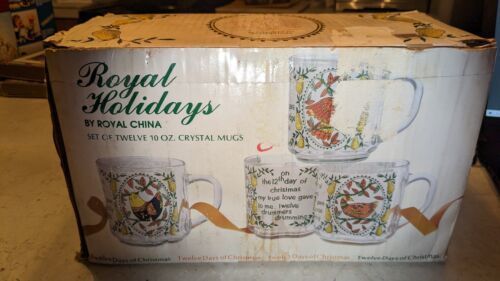 Royal
Holidays
BY ROYAL CHINA
SET OF TWELVE 10 OZ. CRYSTAL MUGS
on
the 12th day of
christmas
my true love gave
to me, twelve
drummers
drumming
Twelve Days of Christmas Twelve Days of Christmas Twelve Days of Christmas Twelve Days of Christmas